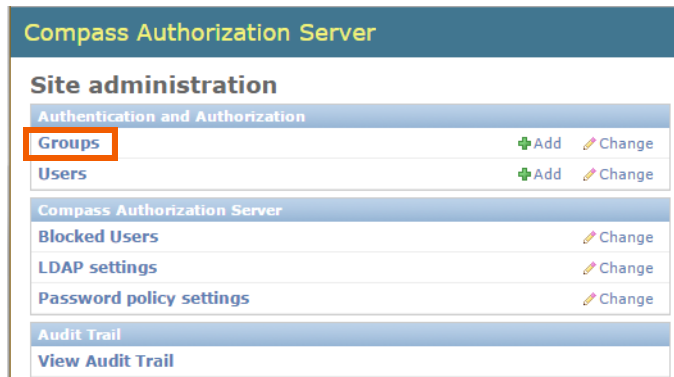 Compass Authorization Server
Site administration
Authentication and Authorization
Groups Add Change
Users Add Change
Compass Authorization Server
Blocked Users Change
LDAP settings Change
Password policy settings Change
Audit Trail
View Audit Trail